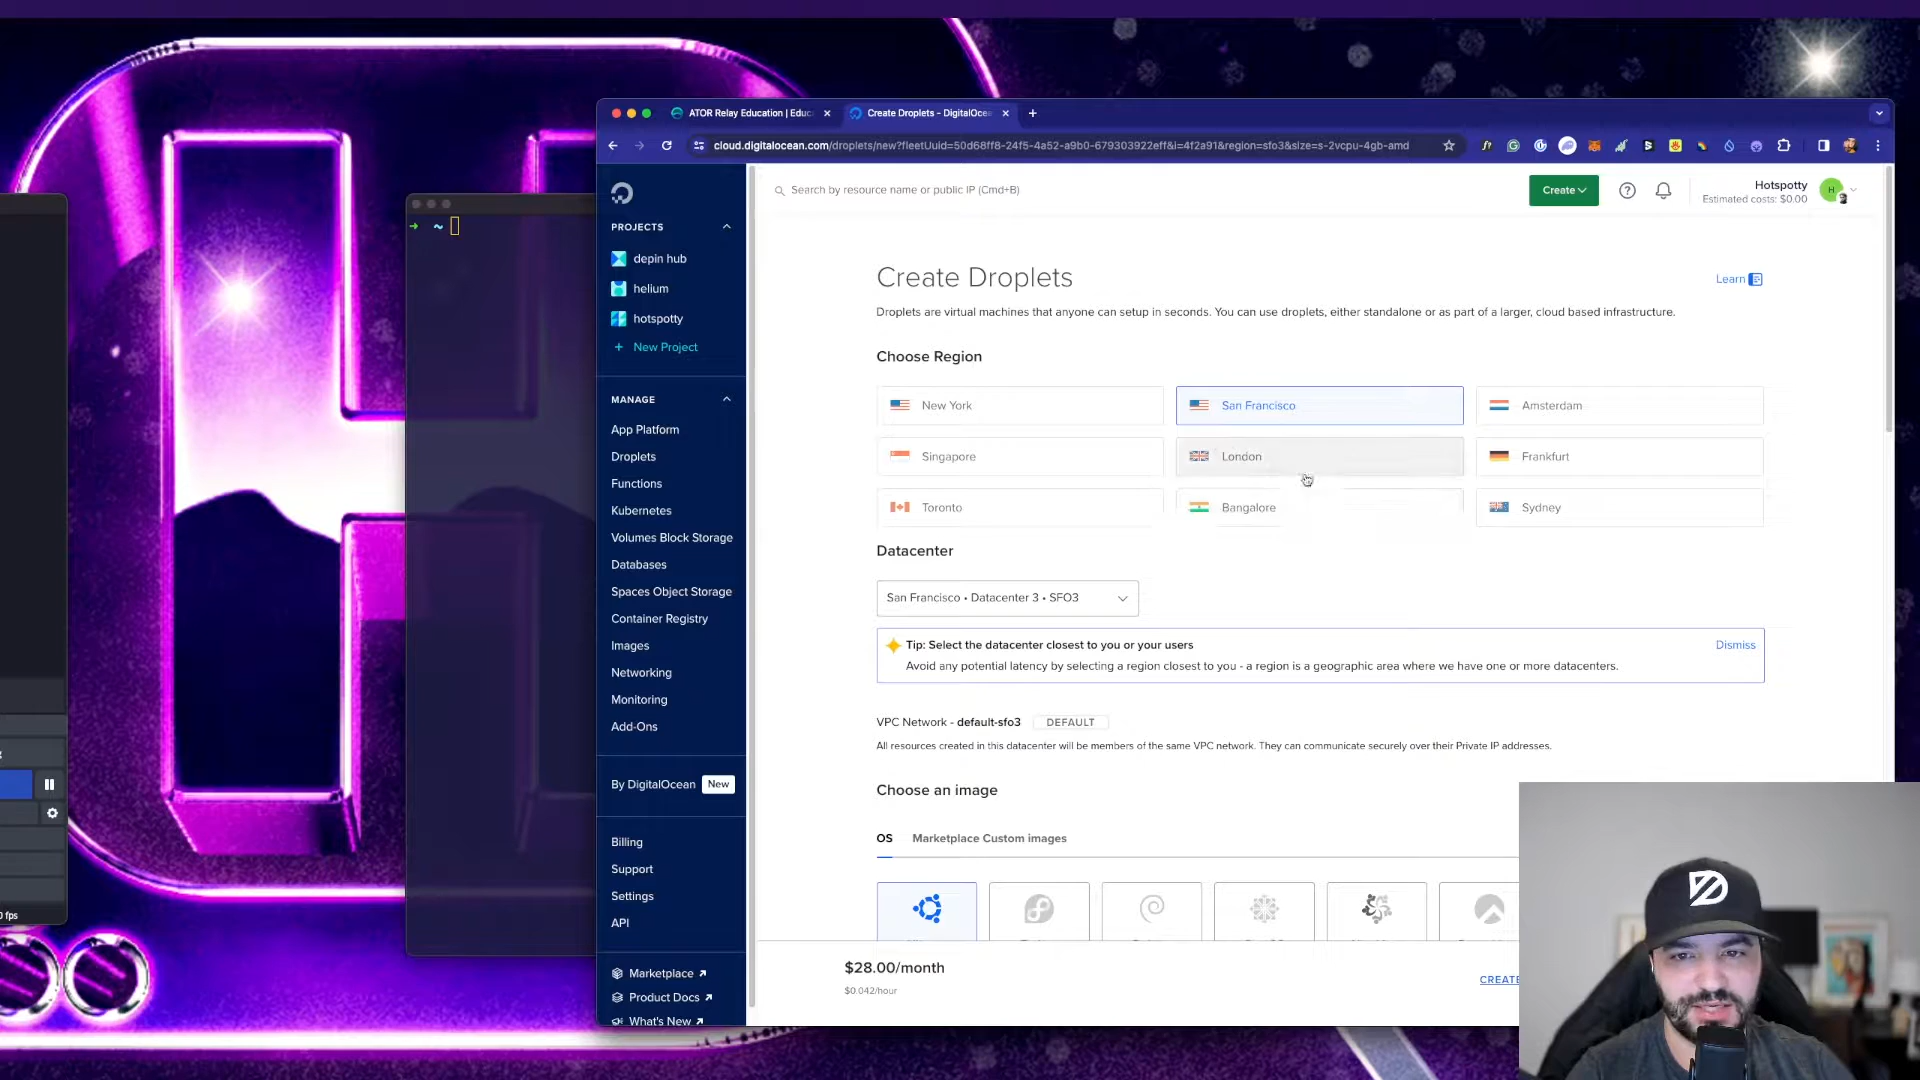 ATOR Relay Education | Educ
Create Droplets - DigitalOce
cloud.digitalocean.com/droplets/new?fleetUuid=50d68ff8-24f5-4a52-a9b0-679303922eff&i=4f2a91&region=sfo3&size=s-2vcpu-4gb-amd
~
PROJECTS
depin hub
helium
hotspotty
+ New Project
MANAGE
App Platform
Droplets
Functions
Kubernetes
Volumes Block Storage
Databases
Spaces Object Storage
Container Registry
Images
Networking
Monitoring
Add-Ons
By DigitalOcean New
Billing
Support
Settings
API
Marketplace
Product Docs
What's New
Search by resource name or public IP (Cmd+B)
Create
Hotspotty
Estimated costs: $0.00
H
Create Droplets
Learn
Droplets are virtual machines that anyone can setup in seconds. You can use droplets, either standalone or as part of a larger, cloud based infrastructure.
Choose Region
New York
San Francisco
Amsterdam
Singapore
London
Frankfurt
Toronto
Bangalore
Sydney
Datacenter
San Francisco • Datacenter 3 • SFO3
Tip: Select the datacenter closest to you or your users
Dismiss
Avoid any potential latency by selecting a region closest to you - a region is a geographic area where we have one or more datacenters.
VPC Network - default-sfo3 DEFAULT
All resources created in this datacenter will be members of the same VPC network. They can communicate securely over their Private IP addresses.
Choose an image
OS Marketplace Custom images
$28.00/month
$0.042/hour
CREATE
0 fps